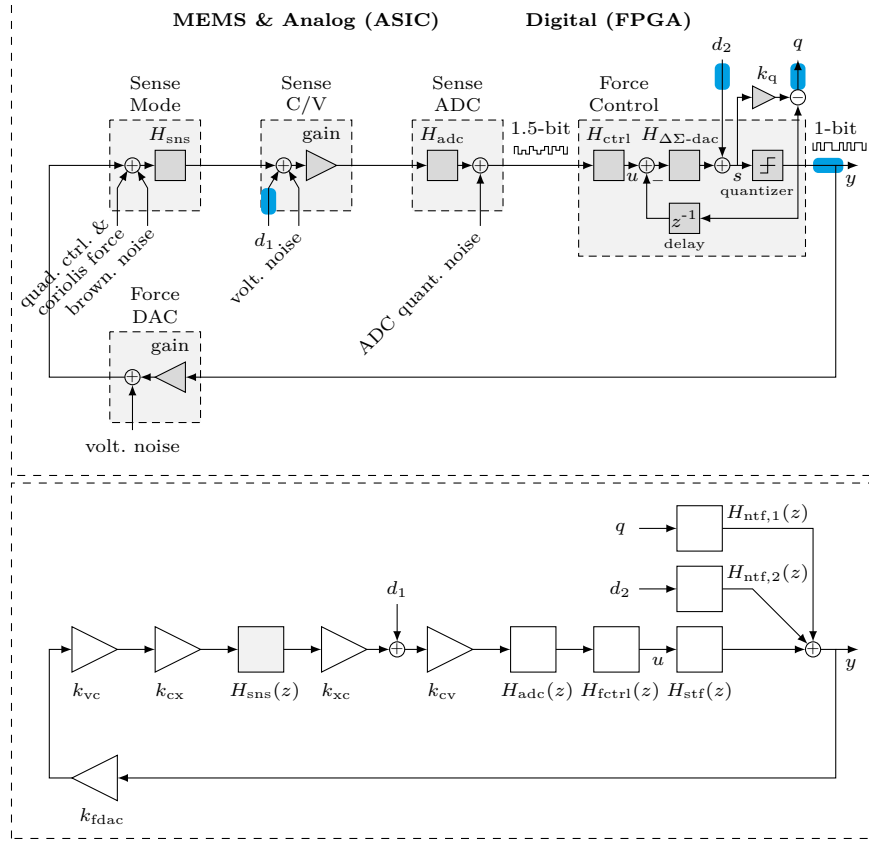 MEMS & Analog (ASIC)
Digital (FPGA)
d2
q
kq
Sense
Mode
Sense
C/V
Sense
ADC
Force
Control
Hsns
gain
Hadc
1.5-bit
Hctrl
HΔΣ-dac
1-bit
u
−
s
quantizer
y
z−1
delay
d1
quad. ctrl. &
coriolis force
brown. noise
volt. noise
ADC quant. noise
Force
DAC
gain
volt. noise
q
Hntf,1(z)
d2
Hntf,2(z)
d1
kvc
kcx
Hsns(z)
kxc
kcv
Hadc(z)
Hfctrl(z)
u
Hstf(z)
y
kfdac